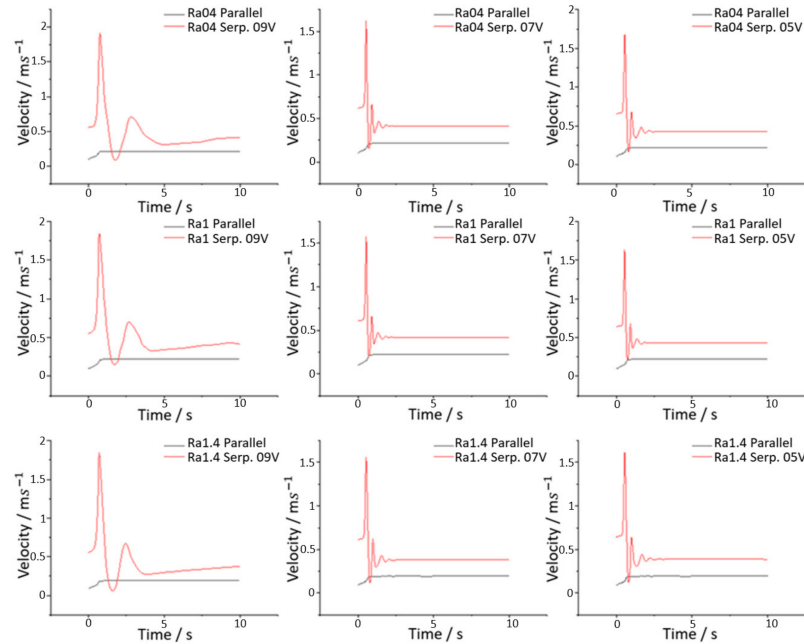 Ra04 Parallel
Ra04 Serp. 09V
Velocity / ms⁻¹
2
1.5
1
0.5
0
0
5
10
Time / s
Ra04 Parallel
Ra04 Serp. 07V
Velocity / ms⁻¹
1.5
1
0.5
0
0
5
10
Time / s
Ra04 Parallel
Ra04 Serp. 05V
Velocity / ms⁻¹
1.5
1
0.5
0
0
5
10
Time / s
Ra1 Parallel
Ra1 Serp. 09V
Velocity / ms⁻¹
2
1.5
1
0.5
0
0
5
10
Time / s
Ra1 Parallel
Ra1 Serp. 07V
Velocity / ms⁻¹
1.5
1
0.5
0
0
5
10
Time / s
Ra1 Parallel
Ra1 Serp. 05V
Velocity / ms⁻¹
1.5
1
0.5
0
0
5
10
Time / s
Ra1.4 Parallel
Ra1.4 Serp. 09V
Velocity / ms⁻¹
2
1.5
1
0.5
0
0
5
10
Time / s
Ra1.4 Parallel
Ra1.4 Serp. 07V
Velocity / ms⁻¹
1.5
1
0.5
0
0
5
10
Time / s
Ra1.4 Parallel
Ra1.4 Serp. 05V
Velocity / ms⁻¹
1.5
1
0.5
0
0
5
10
Time / s